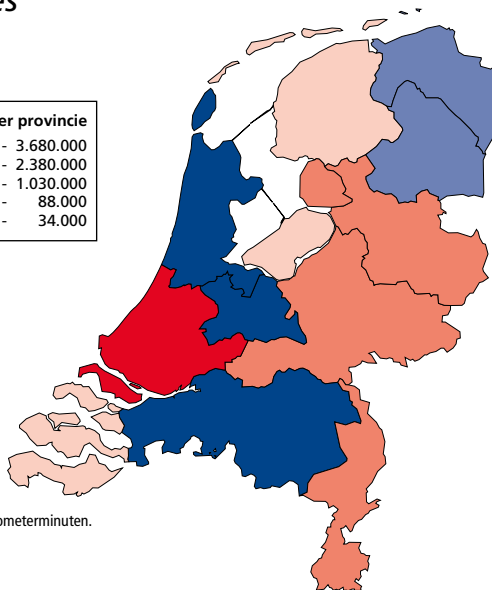 es
er provincie
- 3.680.000
- 2.380.000
- 1.030.000
- 88.000
- 34.000
ometerminuten.